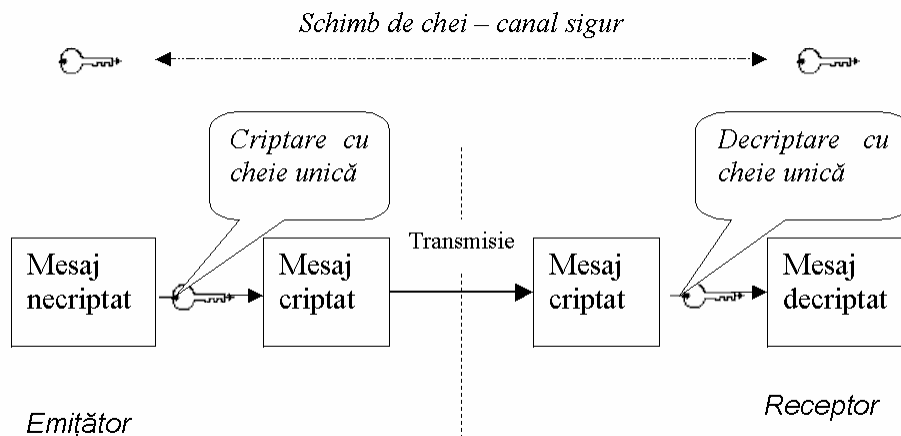 Schimb de chei – canal sigur
Criptare cu
cheie unică
Decriptare cu
cheie unică
Transmisie
Mesaj
necriptat
Mesaj
criptat
Mesaj
criptat
Mesaj
decriptat
Emițător
Receptor